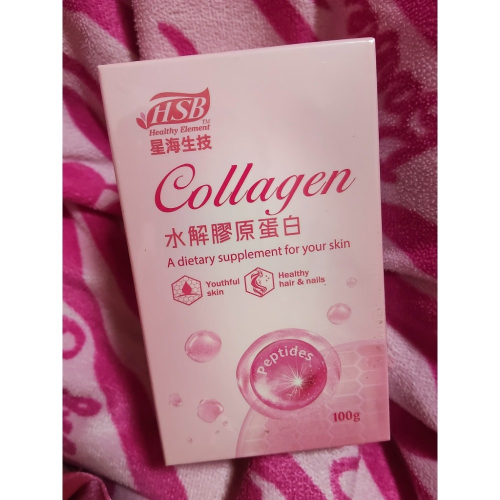 HSB™
Healthy Element
星海生技
Collagen
水解膠原蛋白
A dietary supplement for your skin
Youthful skin
Healthy hair & nails
Peptides
100g